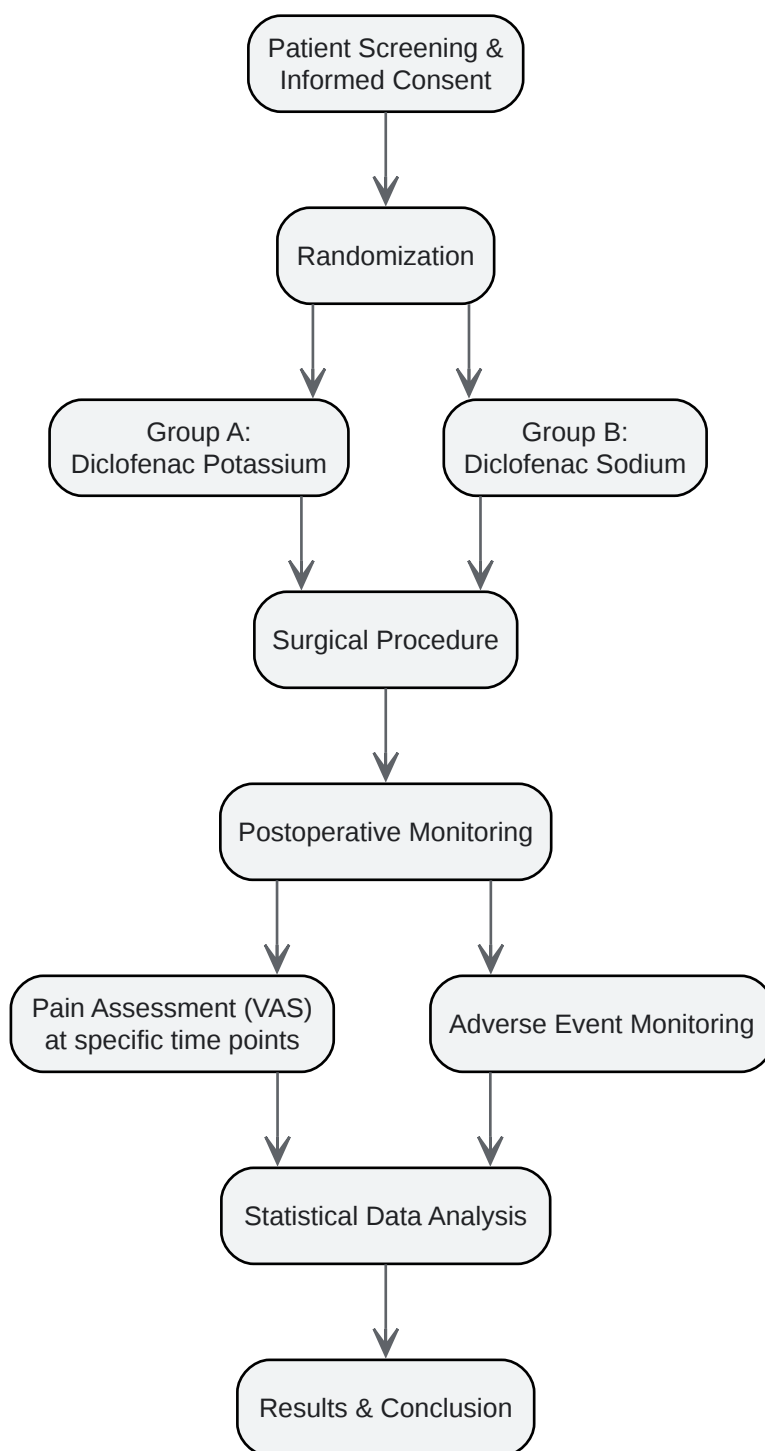 Patient Screening &
Informed Consent
Randomization
Group A:
Diclofenac Potassium
Group B:
Diclofenac Sodium
Surgical Procedure
Postoperative Monitoring
Pain Assessment (VAS)
at specific time points
Adverse Event Monitoring
Statistical Data Analysis
Results & Conclusion